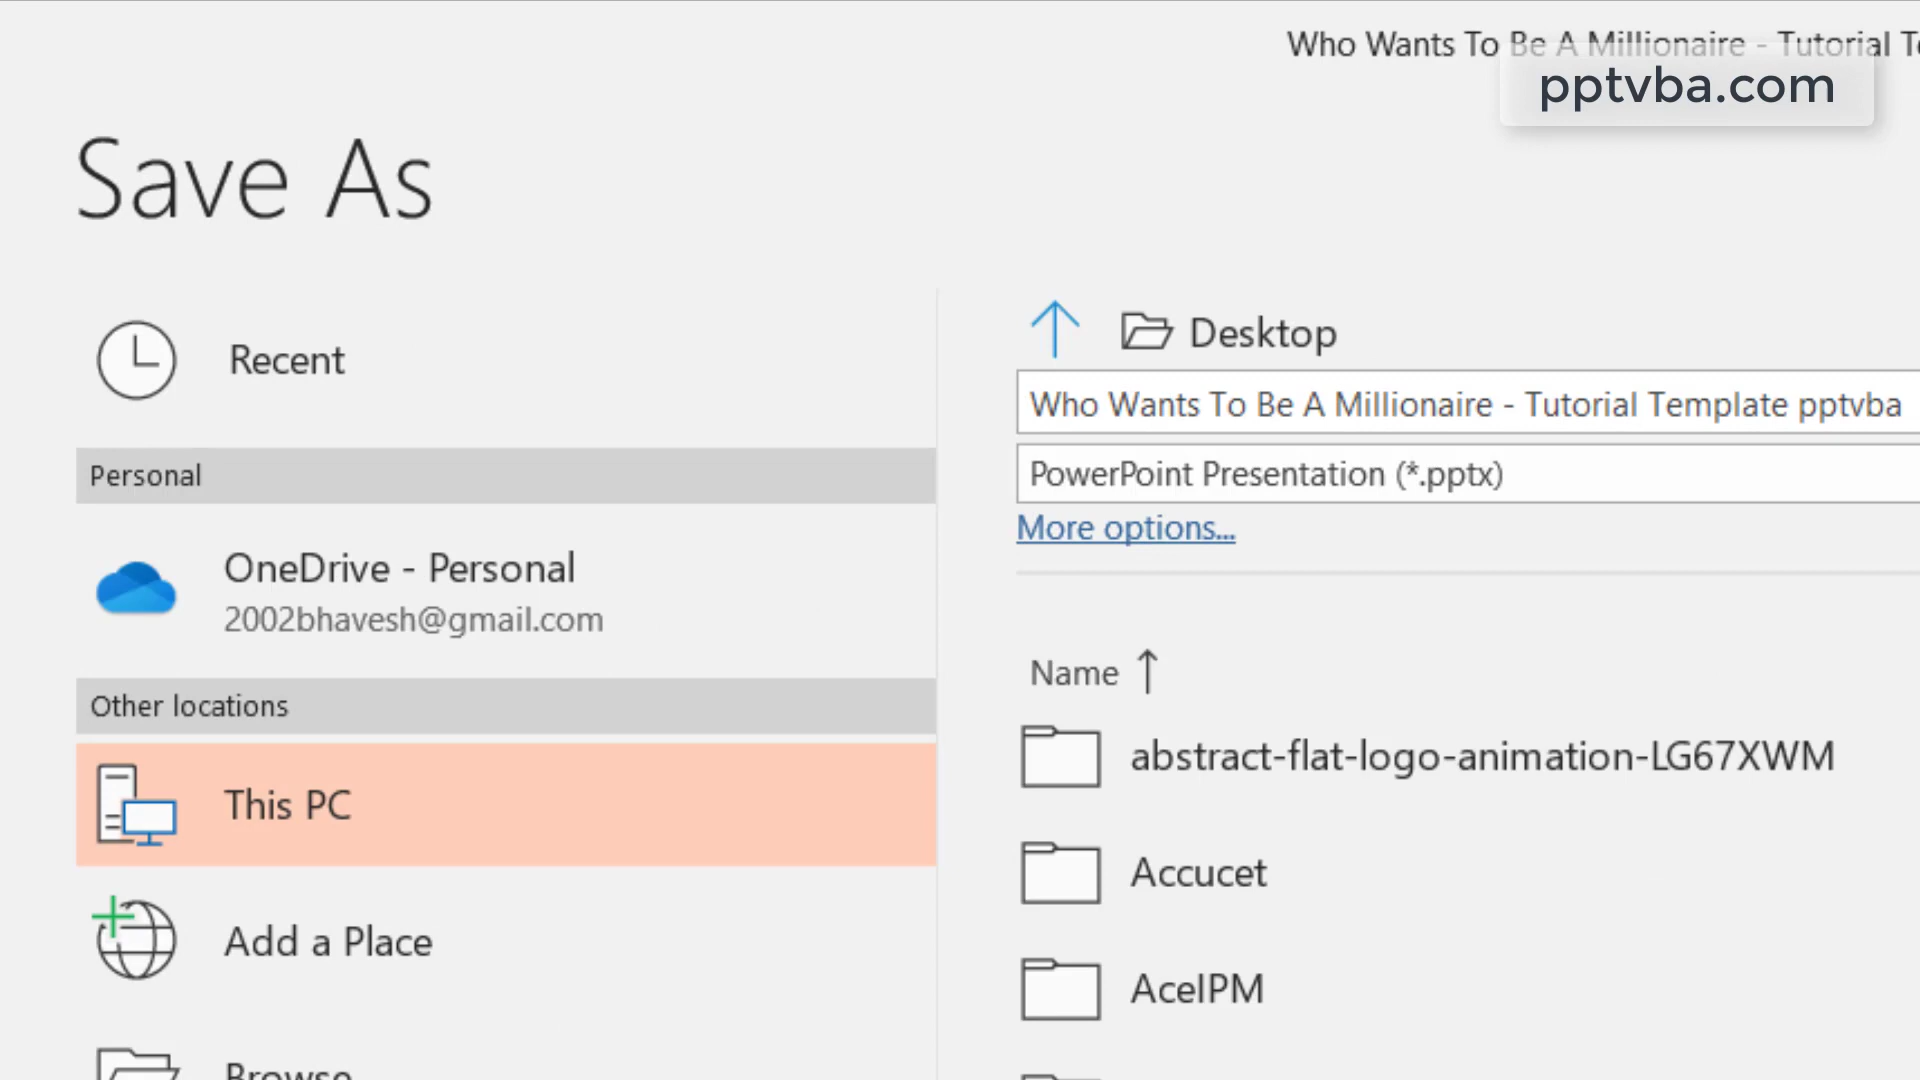 Who Wants To Be A Millionaire - Tutorial
pptvba.com
Save As
Recent
Personal
OneDrive - Personal
2002bhavesh@gmail.com
Other locations
This PC
Add a Place
Browse
Desktop
Who Wants To Be A Millionaire - Tutorial Template pptvba
PowerPoint Presentation (*.pptx)
More options...
Name
abstract-flat-logo-animation-LG67XWM
Accucet
AceIPM